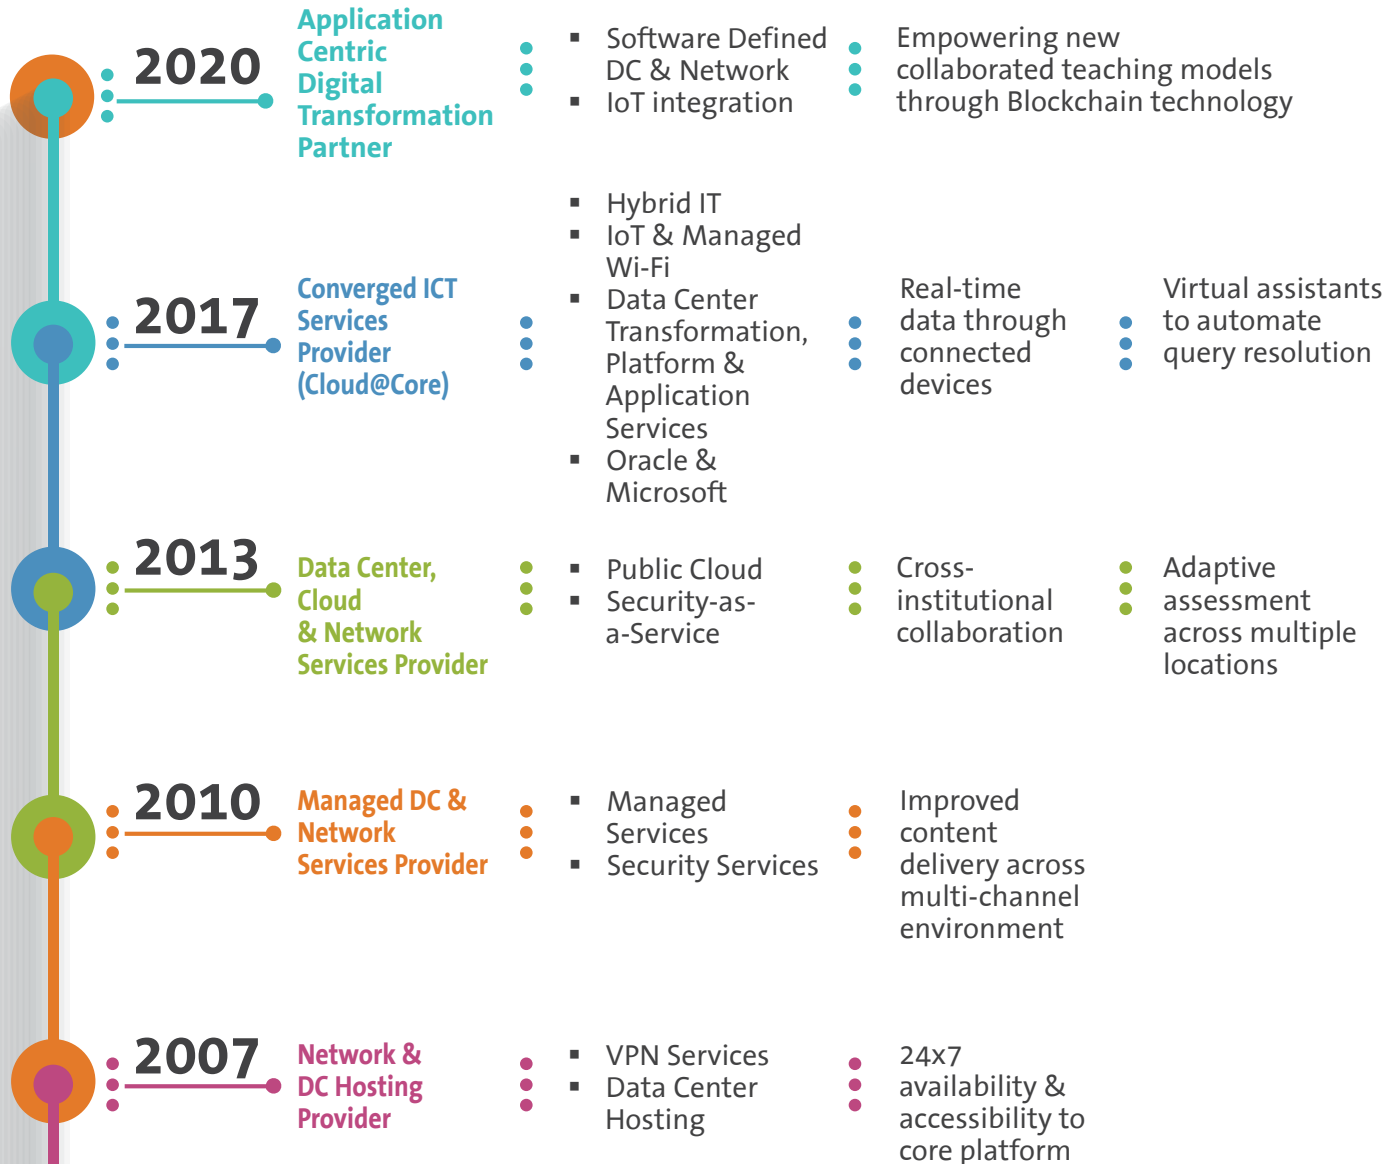 2020
Application
Centric
Digital
Transformation
Partner
▪ Software Defined
DC & Network
▪ IoT integration
Empowering new
collaborated teaching models
through Blockchain technology
2017
Converged ICT
Services
Provider
(Cloud@Core)
▪ Hybrid IT
▪ IoT & Managed
Wi-Fi
▪ Data Center
Transformation,
Platform &
Application
Services
▪ Oracle &
Microsoft
Real-time
data through
connected
devices
Virtual assistants
to automate
query resolution
2013
Data Center,
Cloud
& Network
Services Provider
▪ Public Cloud
▪ Security-as-
a-Service
Cross-
institutional
collaboration
Adaptive
assessment
across multiple
locations
2010
Managed DC &
Network
Services Provider
▪ Managed
Services
▪ Security Services
Improved
content
delivery across
multi-channel
environment
2007
Network &
DC Hosting
Provider
▪ VPN Services
▪ Data Center
Hosting
24x7
availability &
accessibility to
core platform